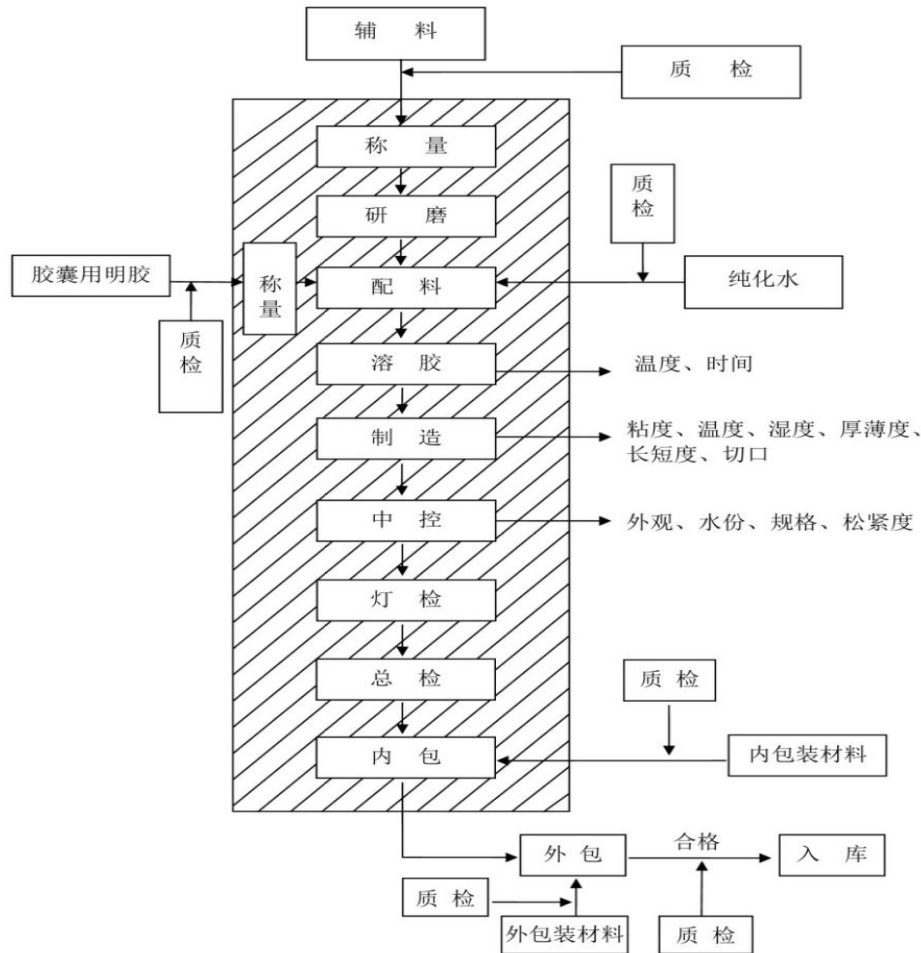 辅 料
质 检
称 量
质
检
研 磨
胶囊用明胶
称
量
配 料
纯化水
质
检
溶 胶
温度、时间
制 造
粘度、温度、湿度、厚薄度、
长短度、切口
中 控
外观、水份、规格、松紧度
灯 检
总 检
质 检
内 包
内包装材料
外 包
合格
入 库
质 检
外包装材料
质 检